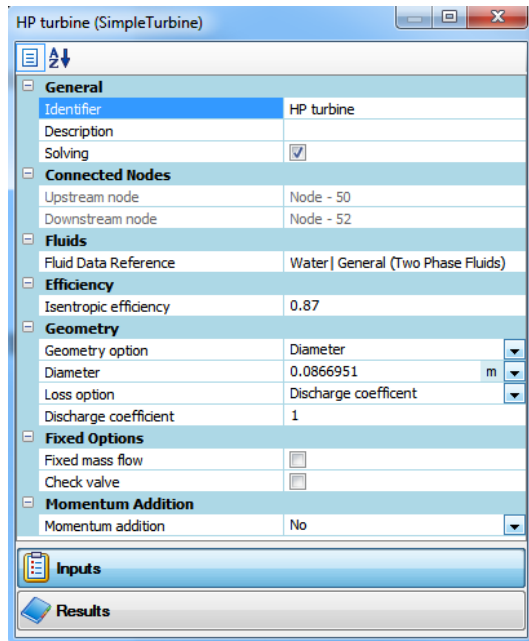 HP turbine (SimpleTurbine)
General
Identifier HP turbine
Description
Solving
Connected Nodes
Upstream node Node - 50
Downstream node Node - 52
Fluids
Fluid Data Reference Water| General (Two Phase Fluids)
Efficiency
Isentropic efficiency 0.87
Geometry
Geometry option Diameter
Diameter 0.0866951 m
Loss option Discharge coefficent
Discharge coefficient 1
Fixed Options
Fixed mass flow
Check valve
Momentum Addition
Momentum addition No
Inputs
Results